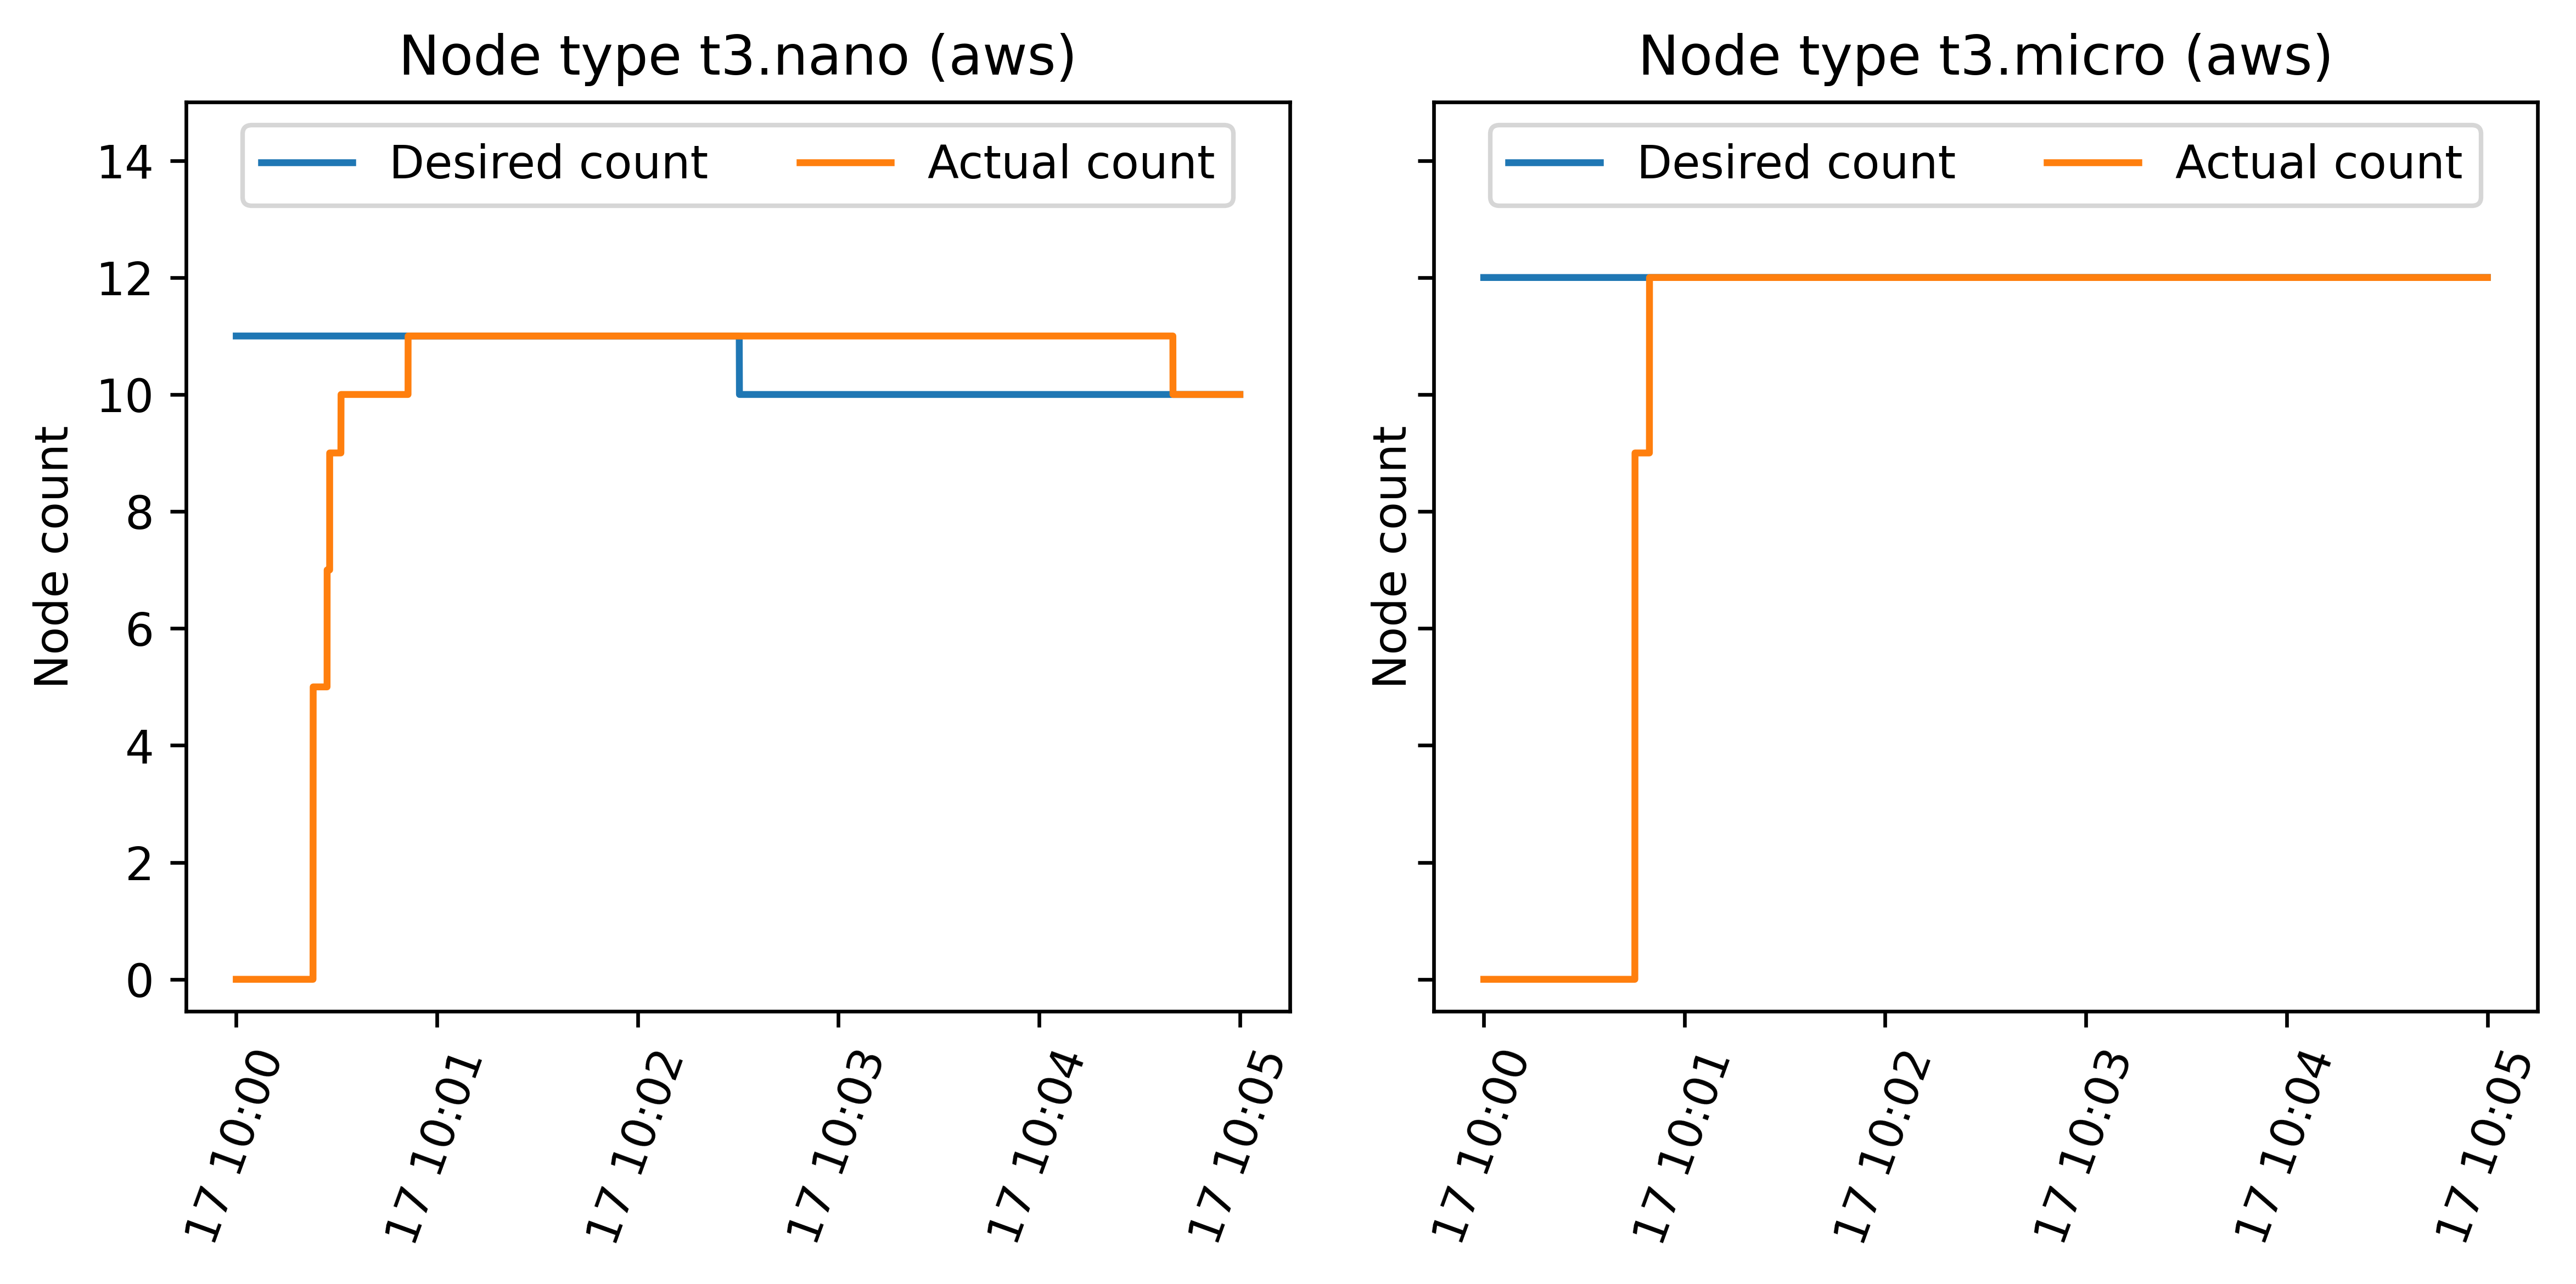 Node type t3.nano (aws)
Desired count
Actual count
Node count
14
12
10
8
6
4
2
0
17 10:00
17 10:01
17 10:02
17 10:03
17 10:04
17 10:05
Node type t3.micro (aws)
Desired count
Actual count
Node count
17 10:00
17 10:01
17 10:02
17 10:03
17 10:04
17 10:05